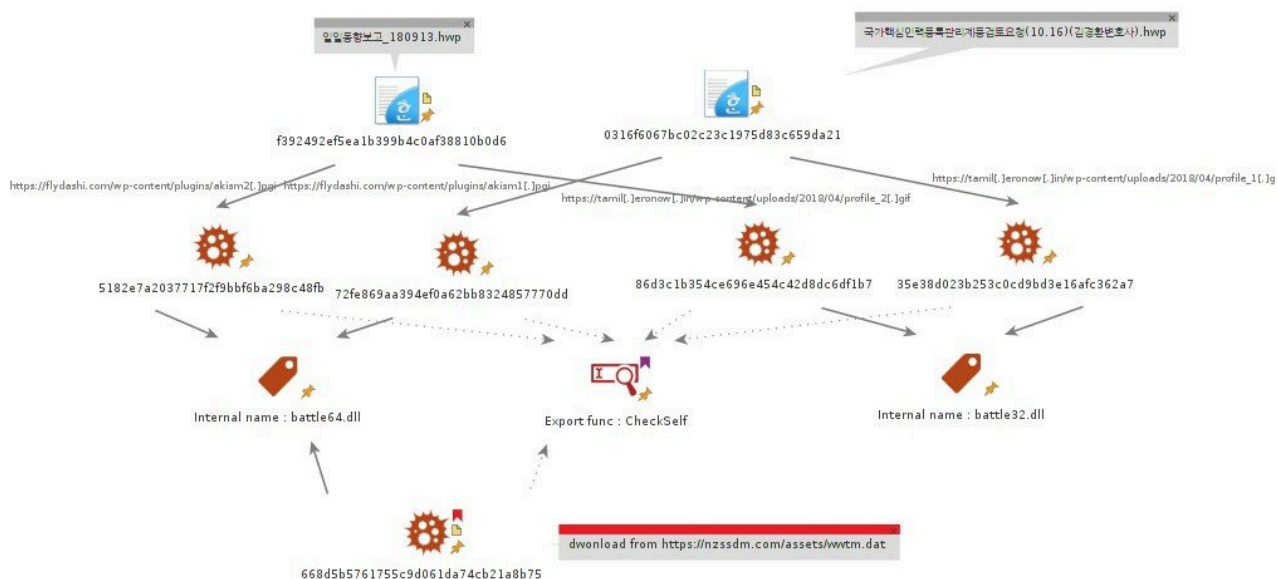 일일동향보고_180913.hwp
국가핵심인력등록관리제등검토요청(10.16)(김경환변호사).hwp
f392492ef5ea1b399b4c0af38810b0d6
0316f6067bc02c23c1975d83c659da21
https://flydashi.com/wp-content/plugins/akism2[.]pgi
https://flydashi.com/wp-content/plugins/akism1[.]pgi
https://tamil[.]eronow[.]in/wp-content/uploads/2018/04/profile_2[.]gif
https://tamil[.]eronow[.]in/wp-content/uploads/2018/04/profile_1[.]g
5182e7a2037717f2f9bbf6ba298c48fb
72fe869aa394ef0a62bb8324857770dd
86d3c1b354ce696e454c42d8dc6df1b7
35e38d023b253c0cd9bd3e16afc362a7
Internal name : battle64.dll
Export func : CheckSelf
Internal name : battle32.dll
dwonload from https://nzssdm.com/assets/wwtm.dat
668d5b5761755c9d061da74cb21a8b75